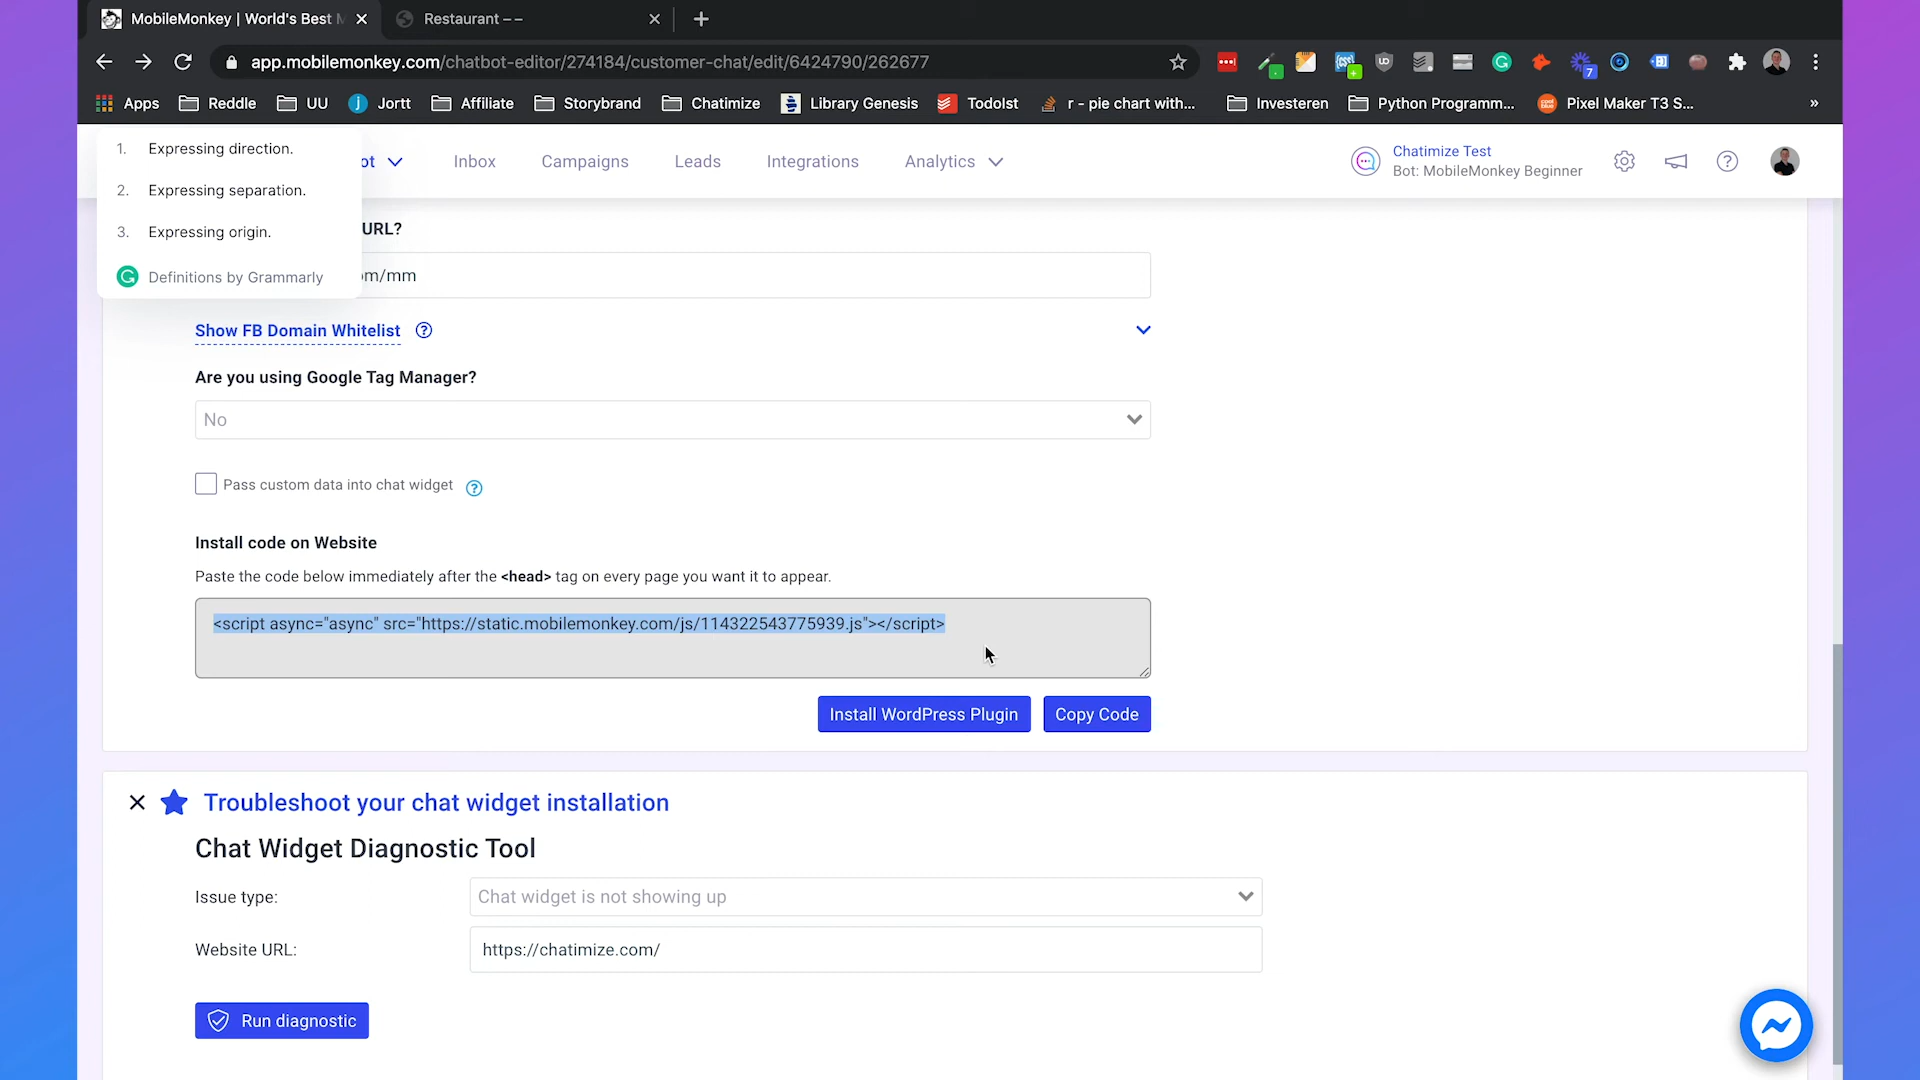 MobileMonkey | World's Best M
Restaurant – –
app.mobilemonkey.com/chatbot-editor/274184/customer-chat/edit/6424790/262677
7
Apps
Reddle
UU
Jortt
Affiliate
Storybrand
Chatimize
Library Genesis
TodoIst
r - pie chart with...
Investeren
Python Programm...
Pixel Maker T3 S...
»
1. Expressing direction.
2. Expressing separation.
3. Expressing origin.
Definitions by Grammarly
ot
Inbox
Campaigns
Leads
Integrations
Analytics
Chatimize Test
Bot: MobileMonkey Beginner
URL?
om/mm
Show FB Domain Whitelist
Are you using Google Tag Manager?
No
Pass custom data into chat widget
Install code on Website
Paste the code below immediately after the <head> tag on every page you want it to appear.
<script async="async" src="https://static.mobilemonkey.com/js/114322543775939.js"></script>
Install WordPress Plugin
Copy Code
Troubleshoot your chat widget installation
Chat Widget Diagnostic Tool
Issue type:
Chat widget is not showing up
Website URL:
https://chatimize.com/
Run diagnostic